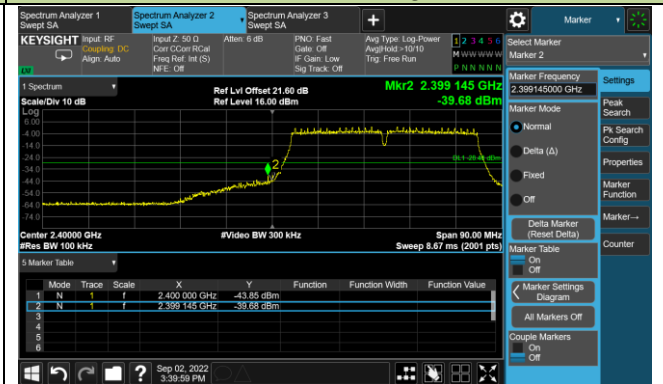 Spectrum Analyzer 1
Swept SA
Spectrum Analyzer 2
Swept SA
Spectrum Analyzer 3
Swept SA
Marker
KEYSIGHT
Input: RF
Coupling: DC
Align: Auto
Input Z: 50 Ω
Corr CCorr RCal
Freq Ref: Int (S)
NFE: Off
Atten: 6 dB
PNO: Fast
Gate: Off
IF Gain: Low
Sig Track: Off
Avg Type: Log-Power
Avg|Hold:>10/10
Trig: Free Run
1 2 3 4 5 6
M W W W W W
P N N N N N
LXI
Select Marker
Marker 2
1 Spectrum
Scale/Div 10 dB
Ref Lvl Offset 21.60 dB
Ref Level 16.00 dBm
Mkr2 2.399 145 GHz
-39.68 dBm
Log
6.00
-4.00
-14.0
-24.0
-34.0
-44.0
-54.0
-64.0
-74.0
2
Center 2.40000 GHz
#Res BW 100 kHz
#Video BW 300 kHz
Span 90.00 MHz
Sweep 8.67 ms (2001 pts)
5 Marker Table
Mode Trace Scale X Y Function Function Width Function Value
1 N 1 f 2.400 000 GHz -43.85 dBm
2 N 1 f 2.399 145 GHz -39.68 dBm
3
4
5
6
Marker Frequency
2.399145000 GHz
Marker Mode
Normal
Delta (Δ)
Fixed
Off
Delta Marker
(Reset Delta)
Marker Table
On
Off
Marker Settings
Diagram
All Markers Off
Couple Markers
On
Off
Settings
Peak
Search
Pk Search
Config
Properties
Marker
Function
Marker→
Counter
?
Sep 02, 2022
3:39:59 PM